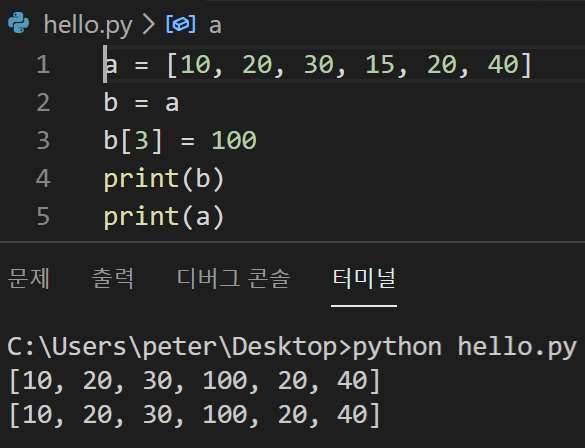 hello.py > a
1 a = [10, 20, 30, 15, 20, 40]
2 b = a
3 b[3] = 100
4 print(b)
5 print(a)
문제 출력 디버그 콘솔 터미널
C:\Users\peter\Desktop>python hello.py
[10, 20, 30, 100, 20, 40]
[10, 20, 30, 100, 20, 40]